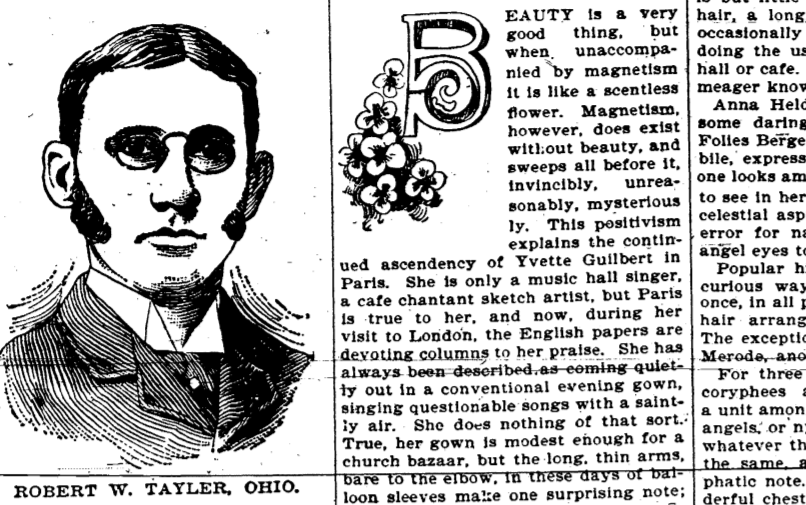 ROBERT W. TAYLER, OHIO.
BEAUTY is a very
good thing, but
when unaccompa-
nied by magnetism
it is like a scentless
flower. Magnetism,
however, does exist
without beauty, and
sweeps all before it,
invincibly, unrea-
sonably, mysterious
ly. This positivism
explains the contin-
ued ascendency of Yvette Guilbert in
Paris. She is only a music hall singer,
a cafe chantant sketch artist, but Paris
is true to her, and now, during her
visit to London, the English papers are
devoting columns to her praise. She has
always been described as coming quiet-
ly out in a conventional evening gown,
singing questionable songs with a saint-
ly air. She does nothing of that sort.
True, her gown is modest enough for a
church bazaar, but the long, thin arms,
bare to the elbow, in these days of bal-
loon sleeves make one surprising note;
hair, a long
occasionally
doing the us
hall or cafe.
meager know
Anna Held
some daring
Folies Berge
bile, express
one looks am
to see in her
celestial asp
error for na
angel eyes to
Popular h
curious way
once, in all p
hair arrang
The exceptio
Merode, ano
For three
coryphees a
a unit amon
angels, or n
whatever th
the same, a
phatic note.
derful chest